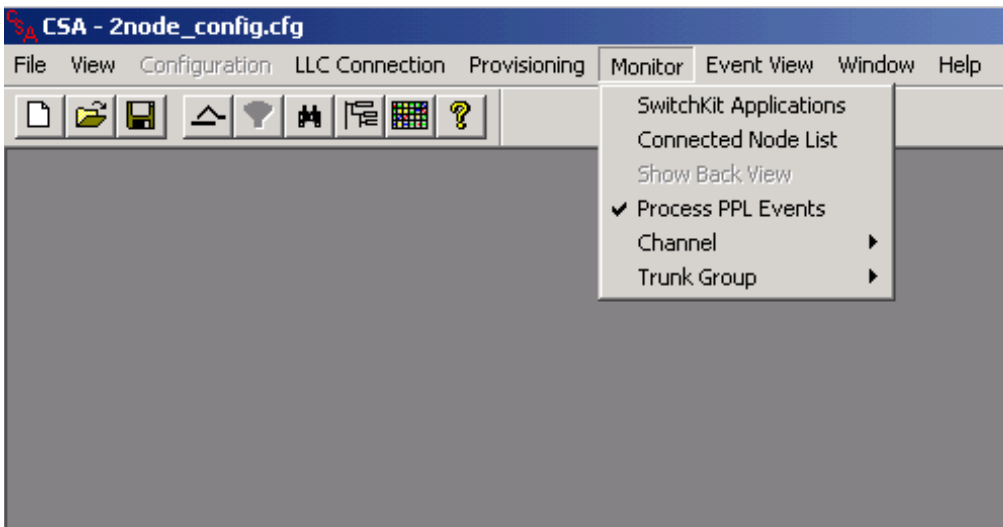 CSA CSA - 2node_config.cfg
File View Configuration LLC Connection Provisioning Monitor Event View Window Help
SwitchKit Applications
Connected Node List
Show Back View
Process PPL Events
Channel
Trunk Group